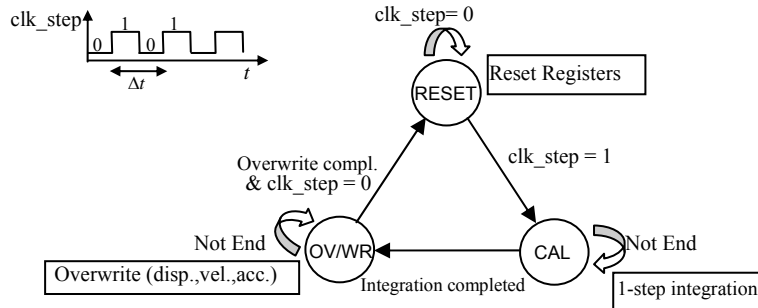 clk_step= 0
clk_step
0 1 0 1
Δt
t
RESET
Reset Registers
Overwrite compl.
& clk_step = 0
clk_step = 1
Not End
OV/WR
CAL
Not End
Overwrite (disp.,vel.,acc.)
Integration completed
1-step integration